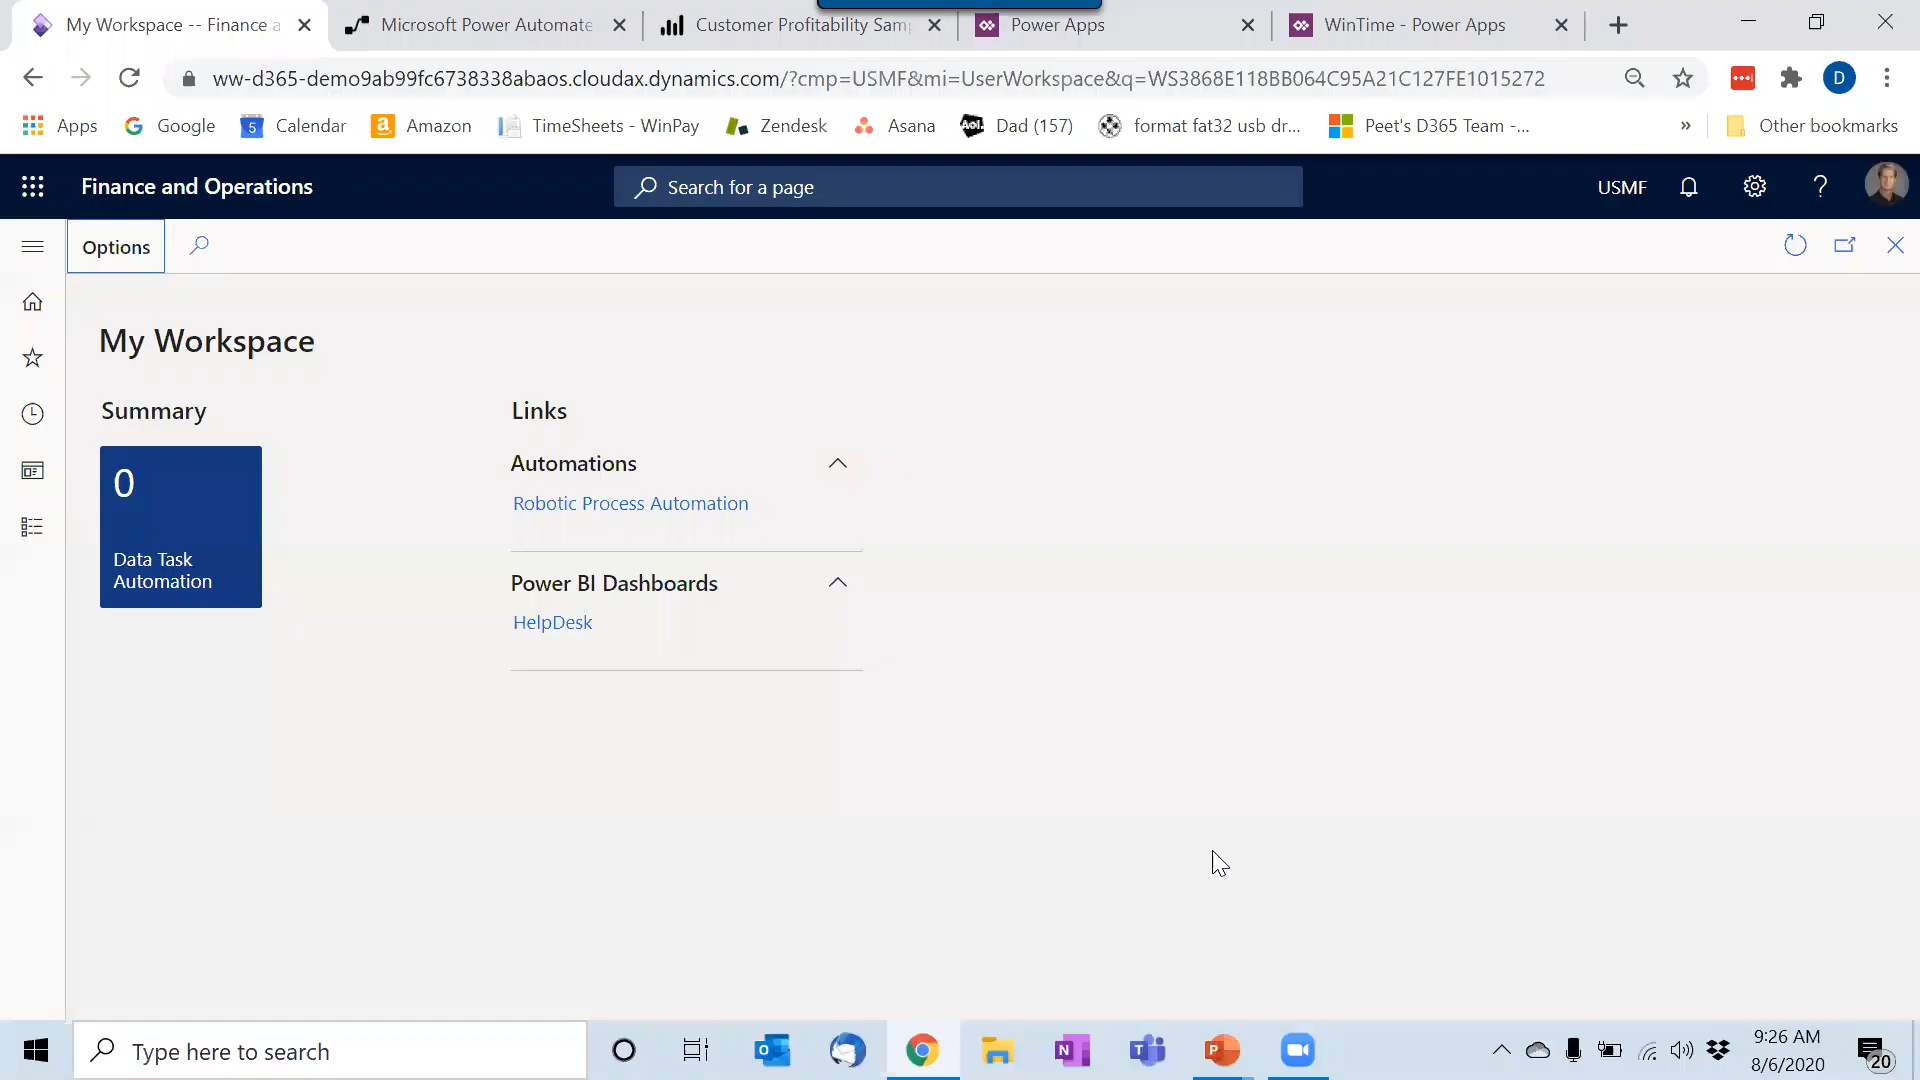 My Workspace -- Finance a
Microsoft Power Automate
Customer Profitability Sam
Power Apps
WinTime - Power Apps
ww-d365-demo9ab99fc6738338abaos.cloudax.dynamics.com/?cmp=USMF&mi=UserWorkspace&q=WS3868E118BB064C95A21C127FE1015272
D
Apps
Google
5
Calendar
Amazon
TimeSheets - WinPay
Zendesk
Asana
Aol.
Dad (157)
format fat32 usb dr...
Peet's D365 Team -...
»
Other bookmarks
Finance and Operations
Search for a page
USMF
Options
My Workspace
Summary
Links
0
Data Task
Automation
Automations
Robotic Process Automation
Power BI Dashboards
HelpDesk
Type here to search
9:26 AM
8/6/2020
20